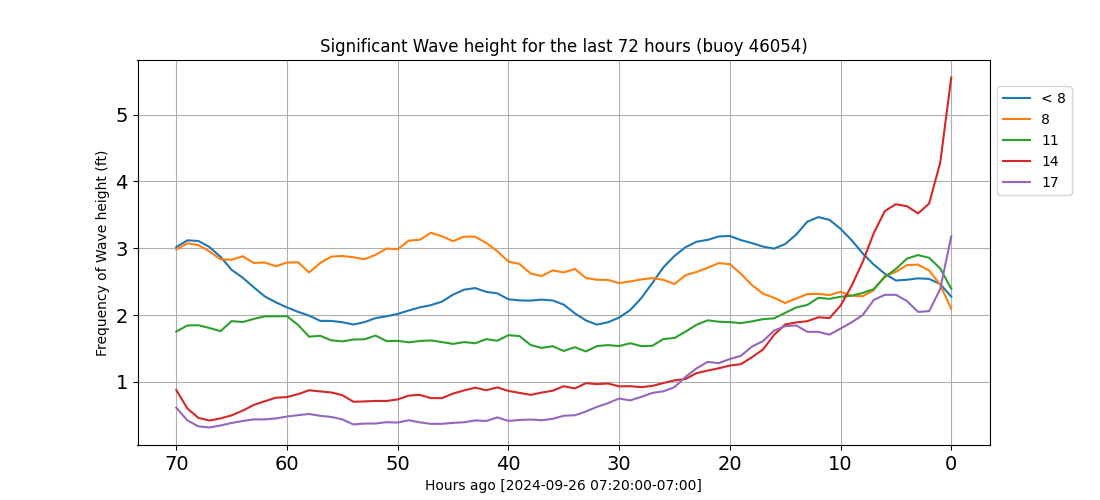 Significant Wave height for the last 72 hours (buoy 46054)
Frequency of Wave height (ft)
5
4
3
2
1
70 60 50 40 30 20 10 0
Hours ago [2024-09-26 07:20:00-07:00]
< 8
8
11
14
17